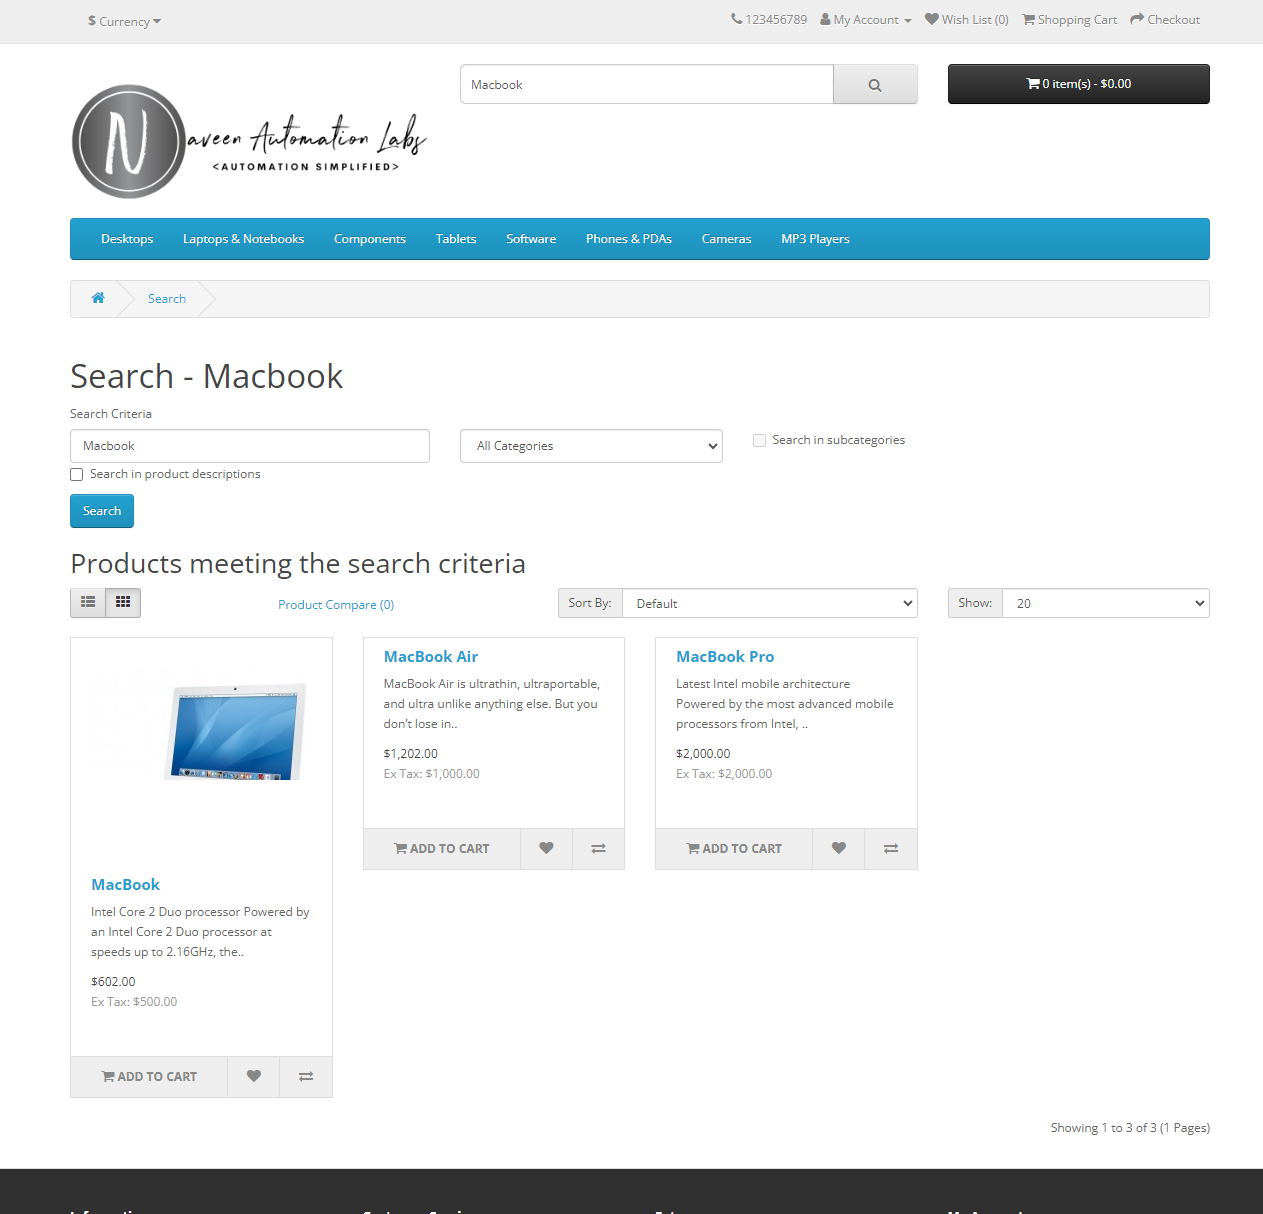 $ Currency
123456789 My Account Wish List (0) Shopping Cart Checkout
Macbook
0 item(s) - $0.00
N aveen Automation Labs
<AUTOMATION SIMPLIFIED>
Desktops Laptops & Notebooks Components Tablets Software Phones & PDAs Cameras MP3 Players
Search
Search - Macbook
Search Criteria
Macbook
All Categories
Search in subcategories
Search in product descriptions
Search
Products meeting the search criteria
Product Compare (0)
Sort By: Default
Show: 20
MacBook
Intel Core 2 Duo processor Powered by
an Intel Core 2 Duo processor at
speeds up to 2.16GHz, the..
$602.00
Ex Tax: $500.00
ADD TO CART
MacBook Air
MacBook Air is ultrathin, ultraportable,
and ultra unlike anything else. But you
don't lose in..
$1,202.00
Ex Tax: $1,000.00
ADD TO CART
MacBook Pro
Latest Intel mobile architecture
Powered by the most advanced mobile
processors from Intel, ..
$2,000.00
Ex Tax: $2,000.00
ADD TO CART
Showing 1 to 3 of 3 (1 Pages)